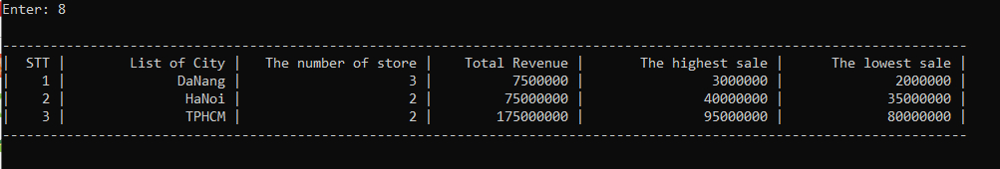 Enter: 8
-------------------------------------------------------------------------------------------------------------------------
|  STT |        List of City |   The number of store |    Total Revenue |        The highest sale |         The lowest sale |
|    1 |              DaNang |                     3 |          7500000 |                 3000000 |                 2000000 |
|    2 |               HaNoi |                     2 |         75000000 |                40000000 |                35000000 |
|    3 |               TPHCM |                     2 |        175000000 |                95000000 |                80000000 |
-------------------------------------------------------------------------------------------------------------------------